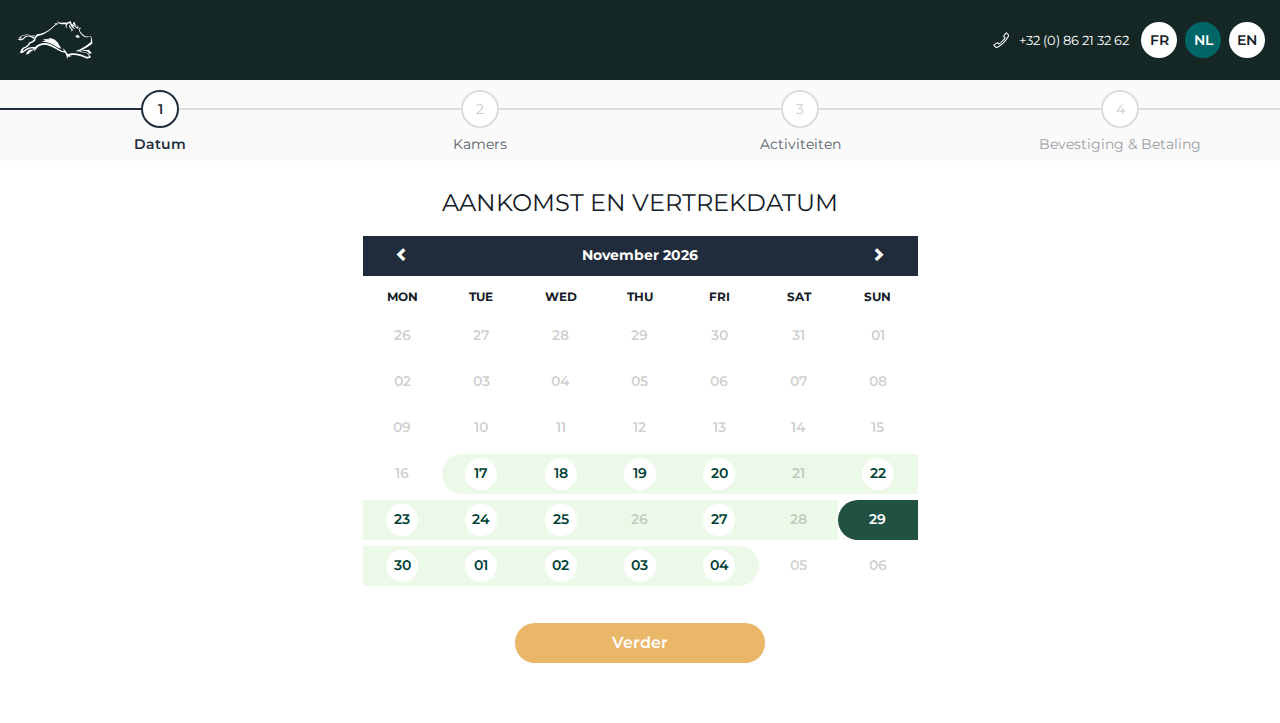 +32 (0) 86 21 32 62 FR NL EN
1 2 3 4
Datum Kamers Activiteiten Bevestiging & Betaling
AANKOMST EN VERTREKDATUM
November 2026
MON TUE WED THU FRI SAT SUN
26 27 28 29 30 31 01
02 03 04 05 06 07 08
09 10 11 12 13 14 15
16 17 18 19 20 21 22
23 24 25 26 27 28 29
30 01 02 03 04 05 06
Verder